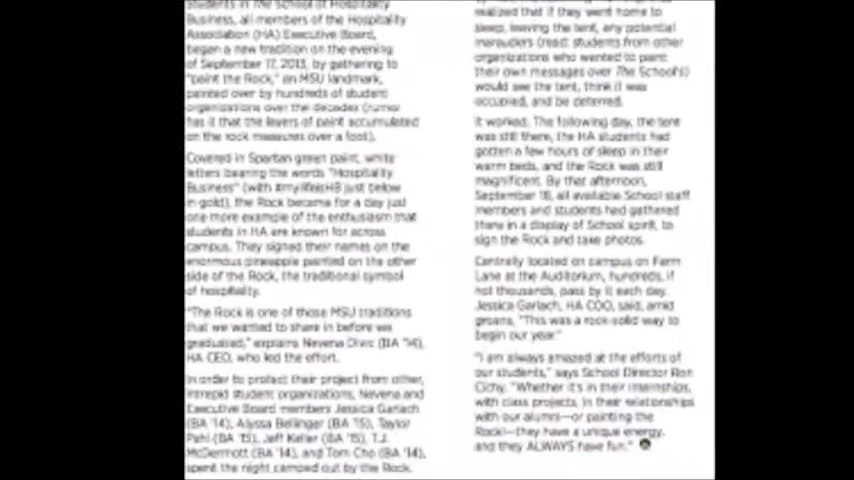 students in The School of Hospitality
Business, all members of the Hospitality
Association (HA) Executive Board,
began a new tradition on the evening
of September 17, 2013, by gathering to
"paint the Rock," an MSU landmark,
painted over by hundreds of student
organizations over the decades (rumor
has it that the layers of paint accumulated
on the rock measures over a foot).
Covered in Spartan green paint, white
letters bearing the words "Hospitality
Business" (with #mylifeisHB just below
in gold), the Rock became for a day just
one more example of the enthusiasm that
students in HA are known for across
campus. They signed their names on the
enormous pineapple painted on the other
side of the Rock, the traditional symbol
of hospitality.
"The Rock is one of those MSU traditions
that we wanted to share in before we
graduated," explains Nevena Divic (BA '14),
HA CEO, who led the effort.
In order to protect their project from other,
intrepid student organizations, Nevena and
Executive Board members Jessica Garlach
(BA '14), Alyssa Bellinger (BA '15), Taylor
Pahl (BA '15), Jeff Keller (BA '15), T.J.
McDermott (BA '14), and Tom Cho (BA '14),
spent the night camped out by the Rock.
realized that if they went home to
sleep, leaving the tent, any potential
marauders (read: students from other
organizations who wanted to paint
their own messages over The School's)
would see the tent, think it was
occupied, and be deterred.
It worked. The following day, the tent
was still there, the HA students had
gotten a few hours of sleep in their
warm beds, and the Rock was still
magnificent. By that afternoon,
September 18, all available School staff
members and students had gathered
there in a display of School spirit, to
sign the Rock and take photos.
Centrally located on campus on Farm
Lane at the Auditorium, hundreds, if
not thousands, pass by it each day.
Jessica Garlach, HA COO, said, amid
groans, "This was a rock-solid way to
begin our year."
"I am always amazed at the efforts of
our students," says School Director Ron
Cichy. "Whether it's in their internships,
with class projects, in their relationships
with our alumni—or painting the
Rock!—they have a unique energy,
and they ALWAYS have fun."